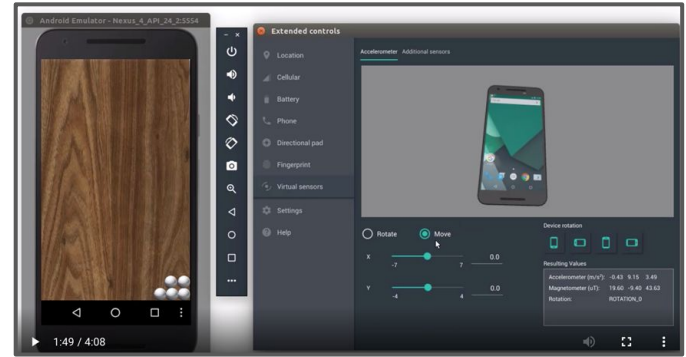 Android Emulator - Nexus_4_API_24_2:5554
Extended controls
Location
Cellular
Battery
Phone
Directional pad
Fingerprint
Virtual sensors
Settings
Help
Accelerometer Additional sensors
Rotate Move
X -7 7 0.0
Y -4 4 0.0
Device rotation
Resulting Values
Accelerometer (m/s²): -0.43 9.15 3.49
Magnetometer (uT): 19.60 -9.40 43.63
Rotation: ROTATION_0
1:49 / 4:08